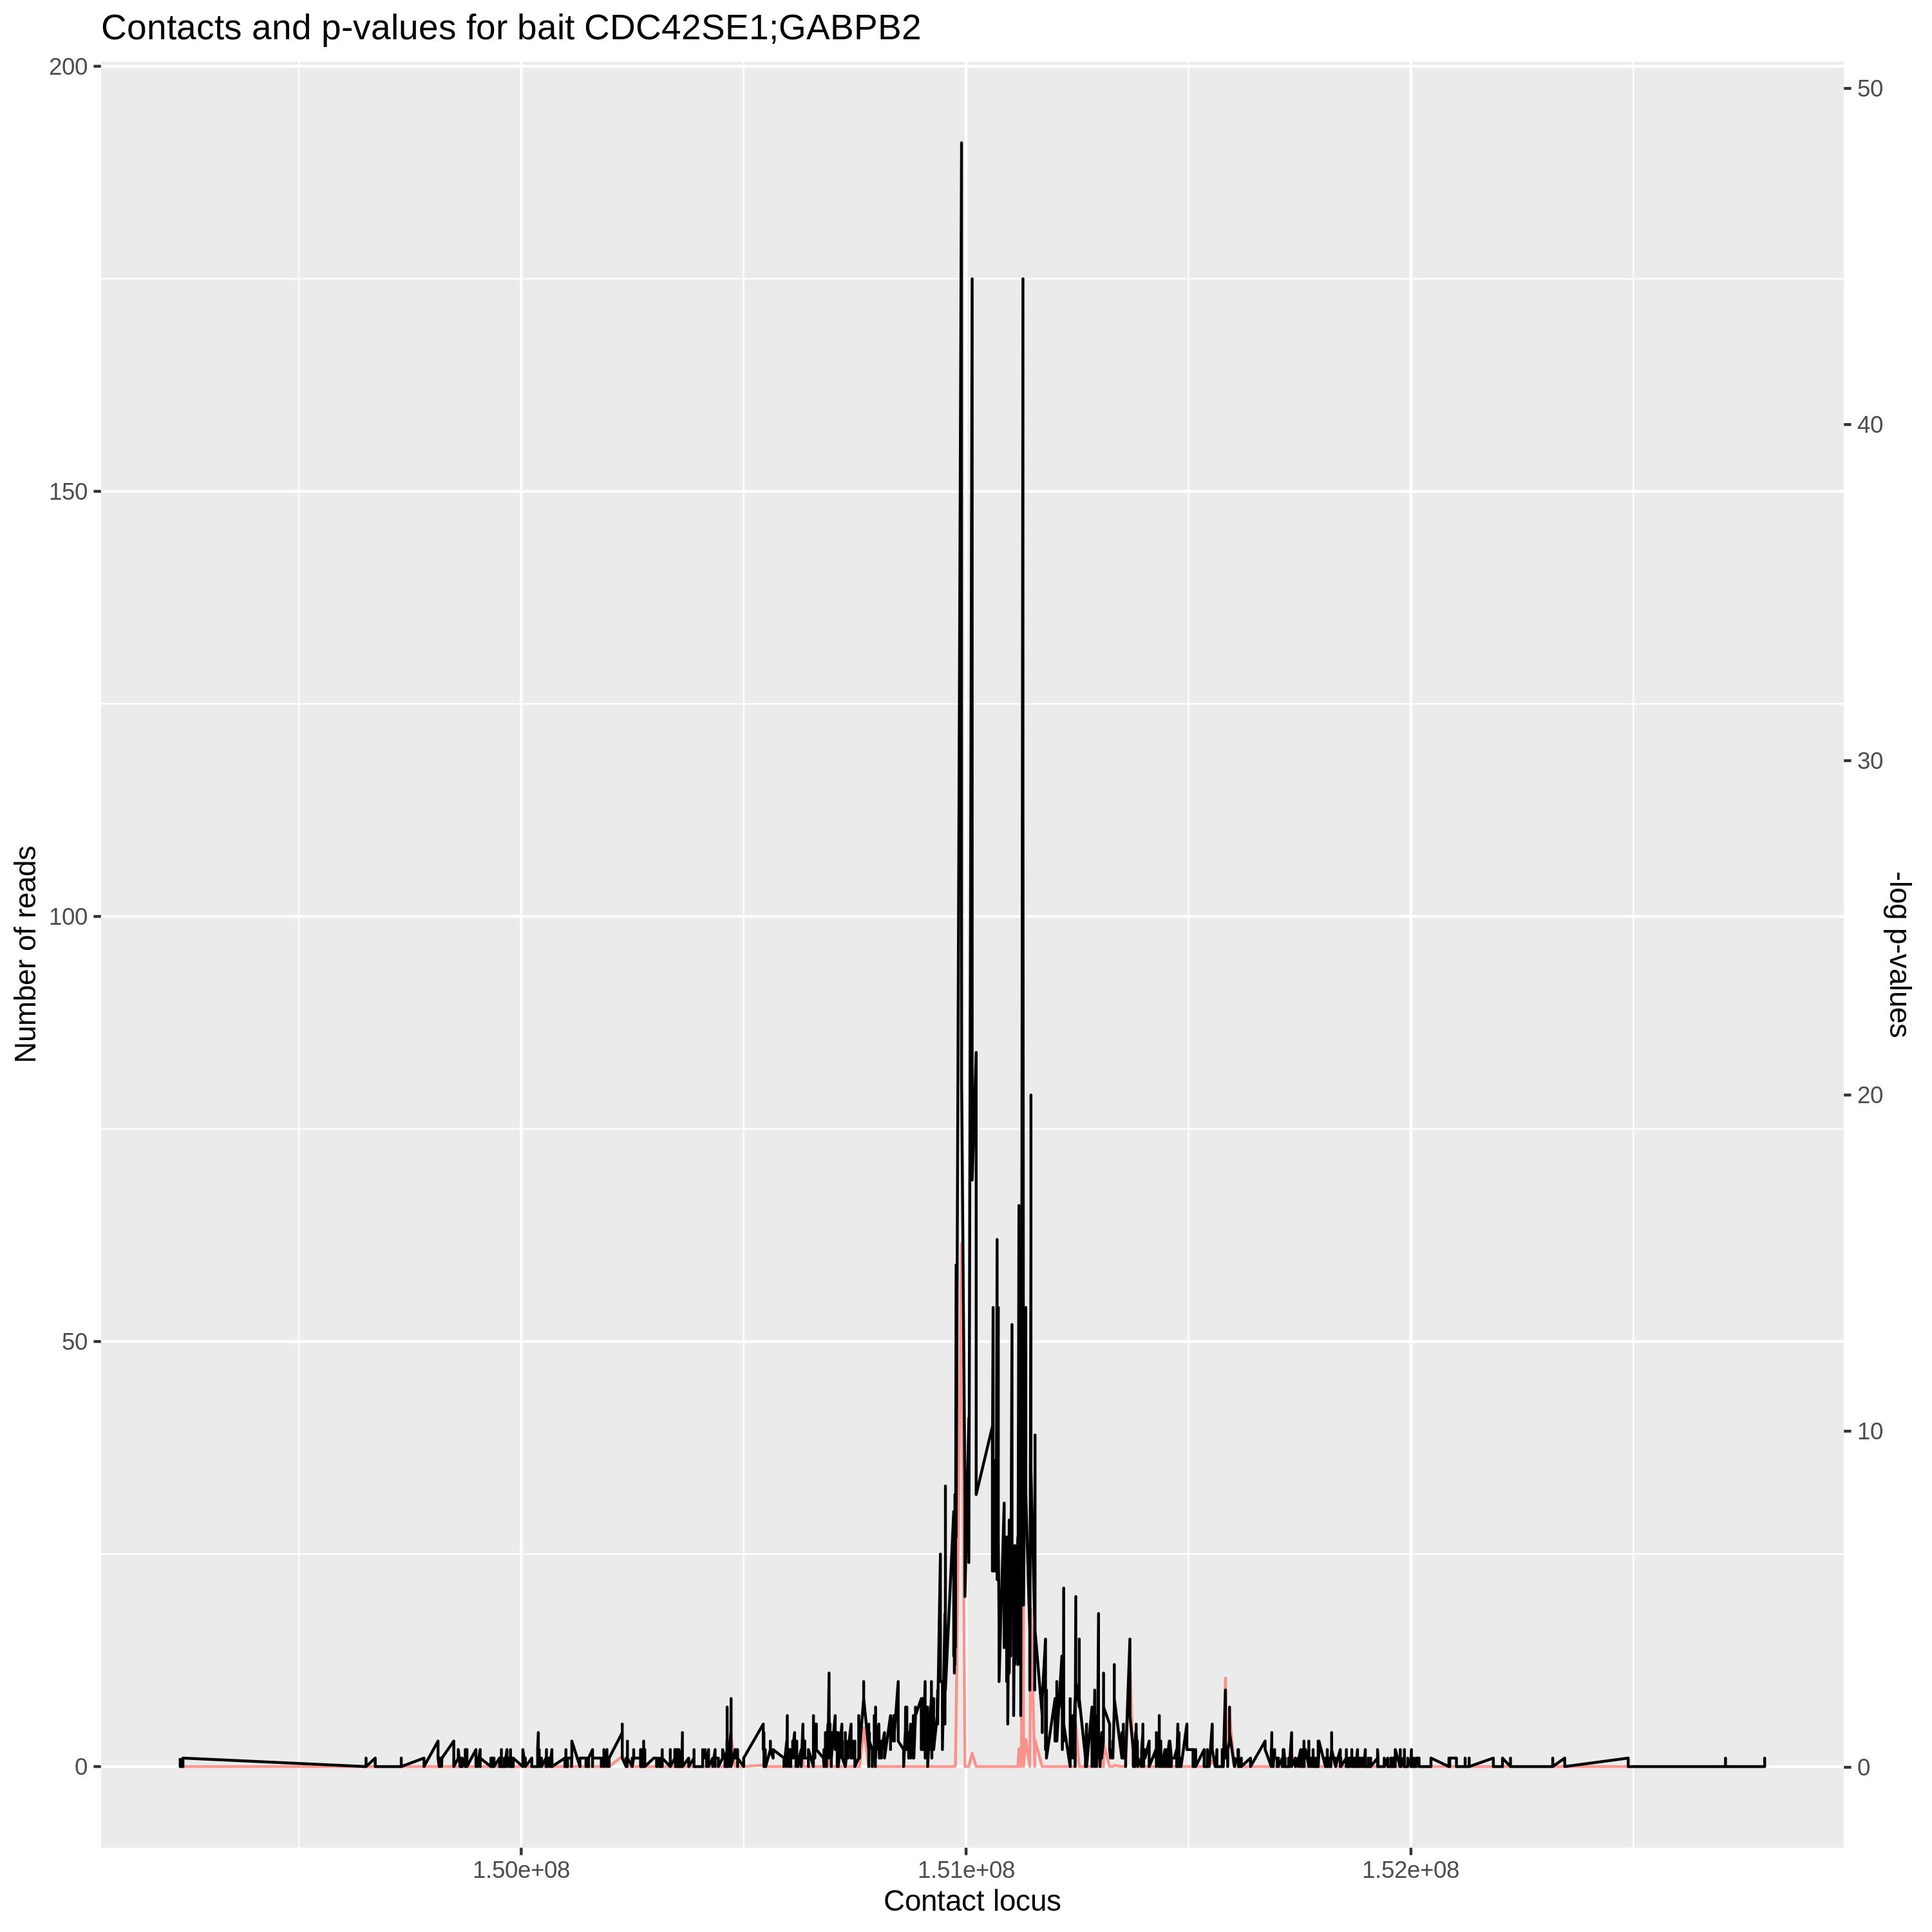 Contacts and p-values for bait CDC42SE1;GABPB2
200
150
100
50
0
Number of reads
50
40
30
20
10
0
-log p-values
1.50e+08
1.51e+08
1.52e+08
Contact locus